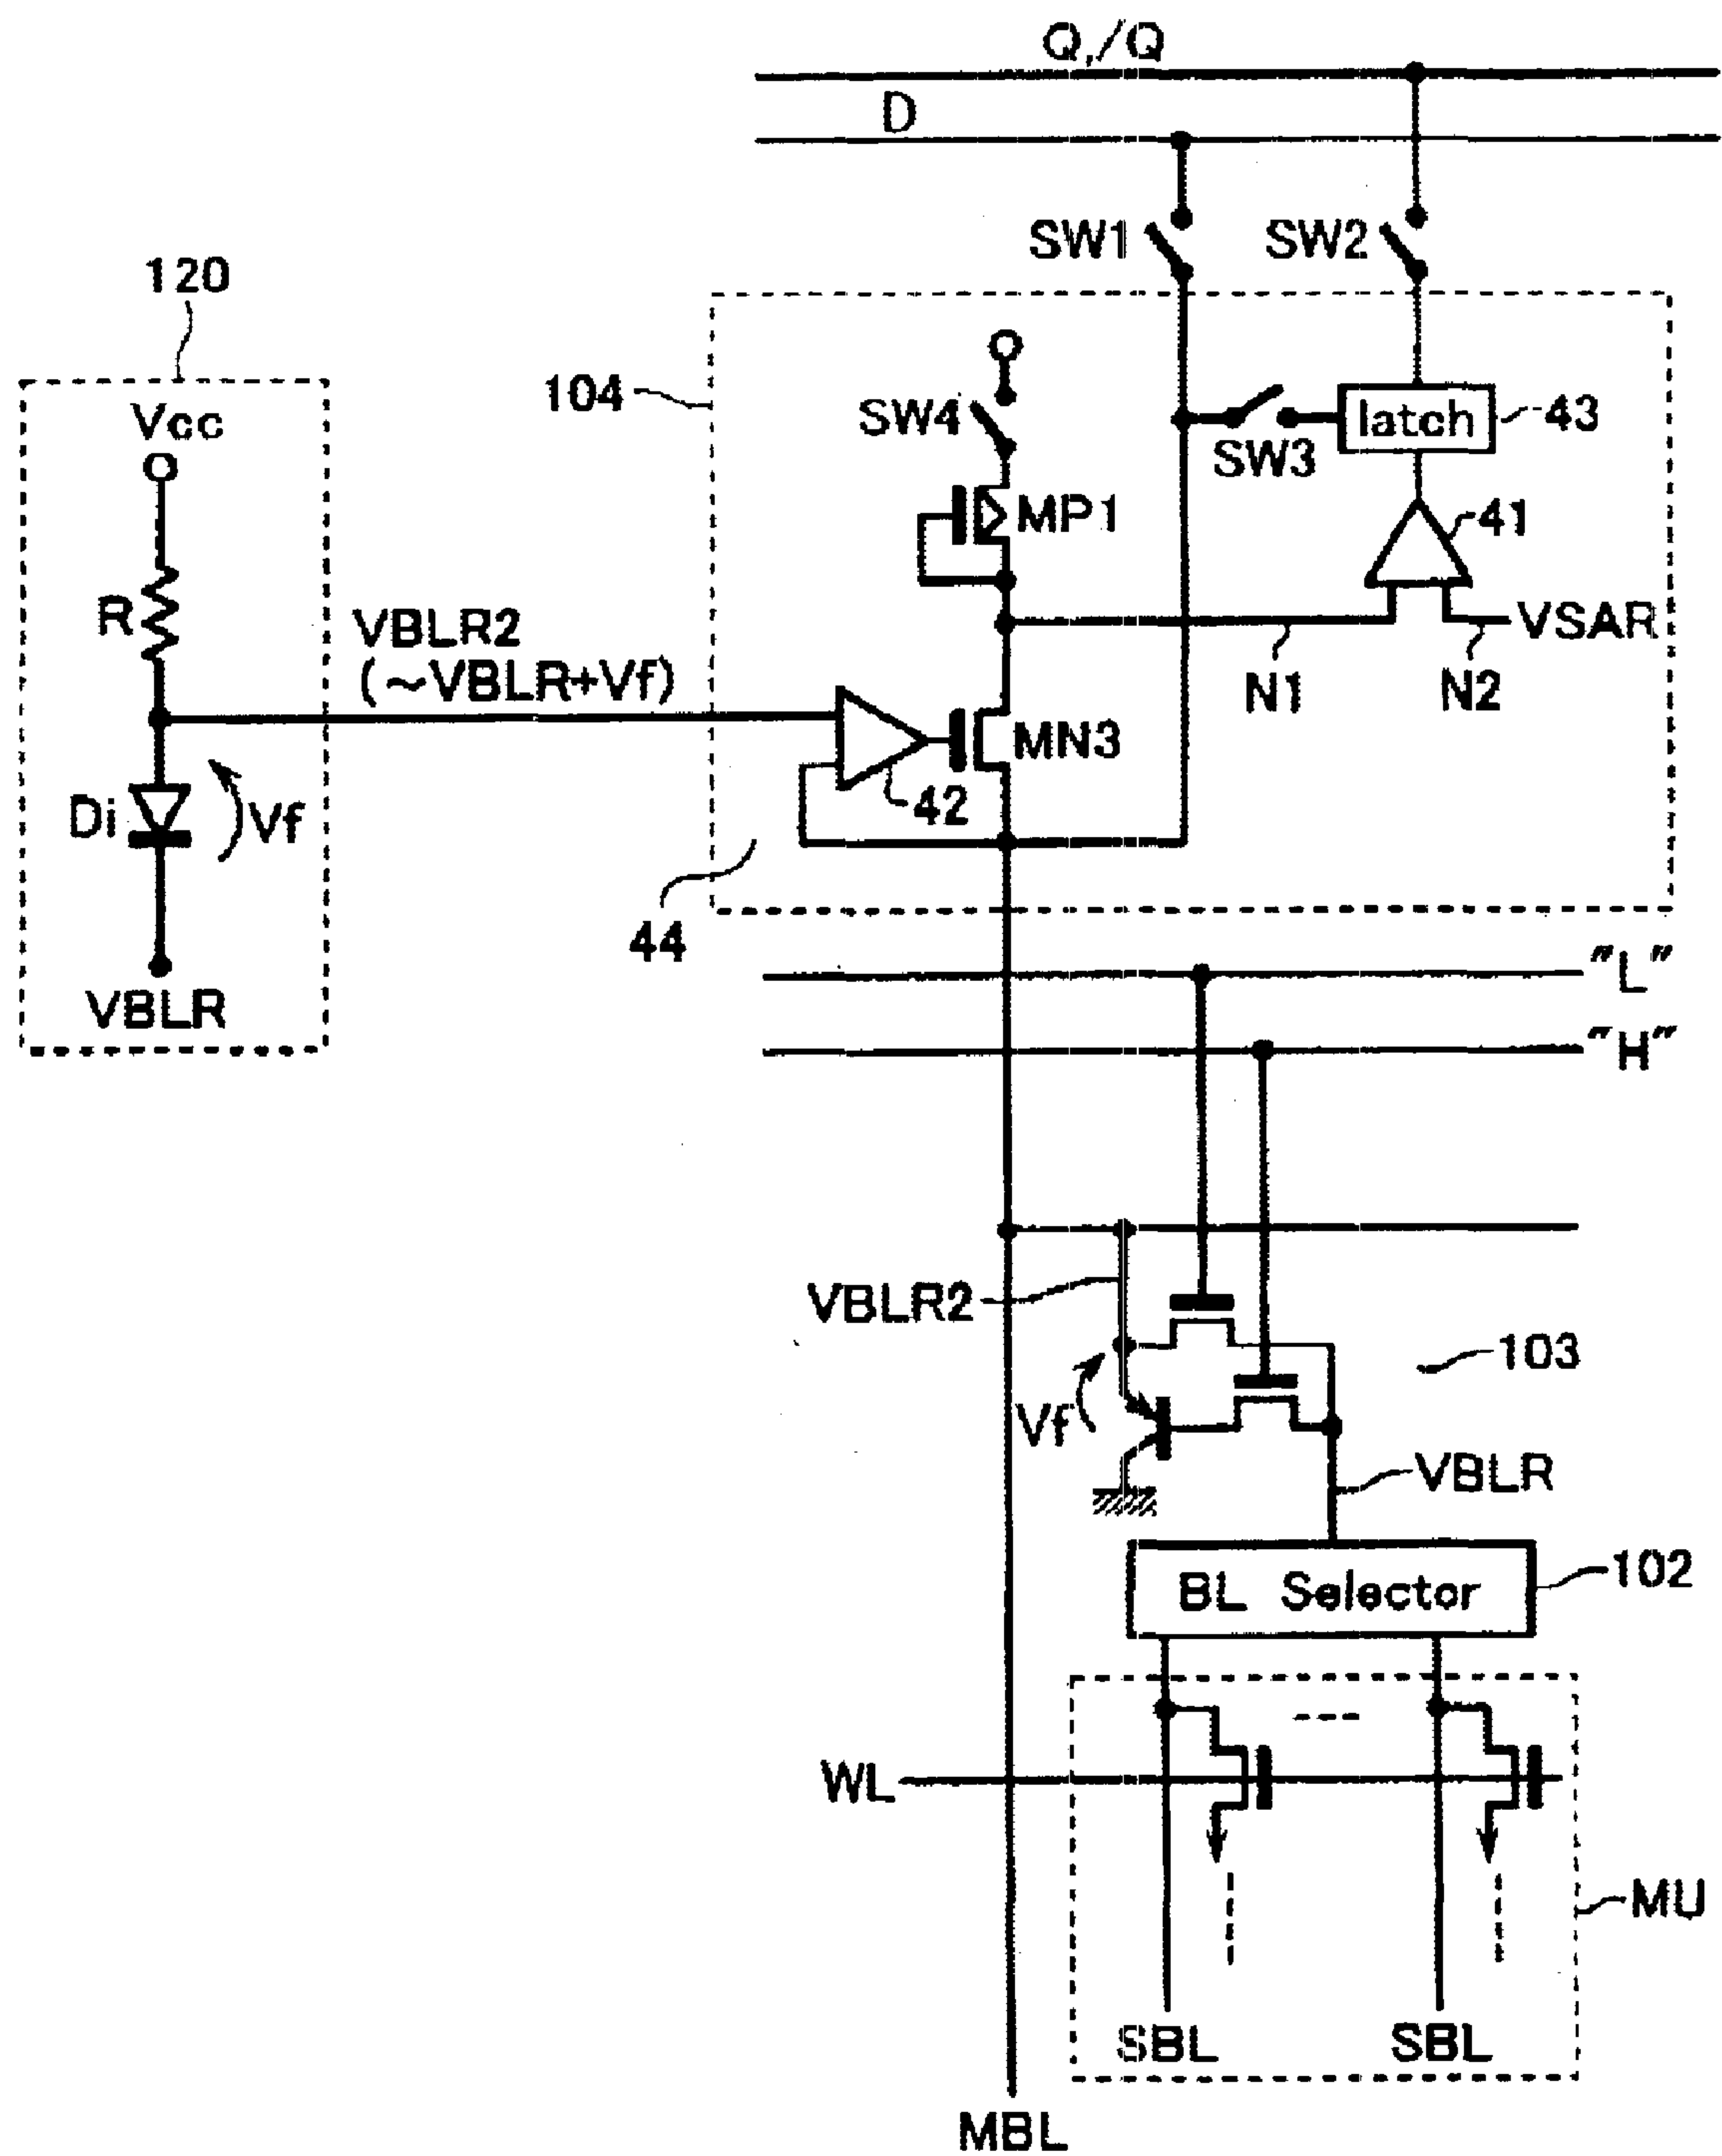 Q,/Q
D
SW1
SW2
120
104
Vcc
SW4
SW3
latch
43
MP1
41
R
VBLR2
(~VBLR+Vf)
VSAR
N1
N2
MN3
42
Di
Vf
44
VBLR
"L"
"H"
VBLR2
103
Vf
VBLR
BL Selector
102
WL
MU
SBL
SBL
MBL